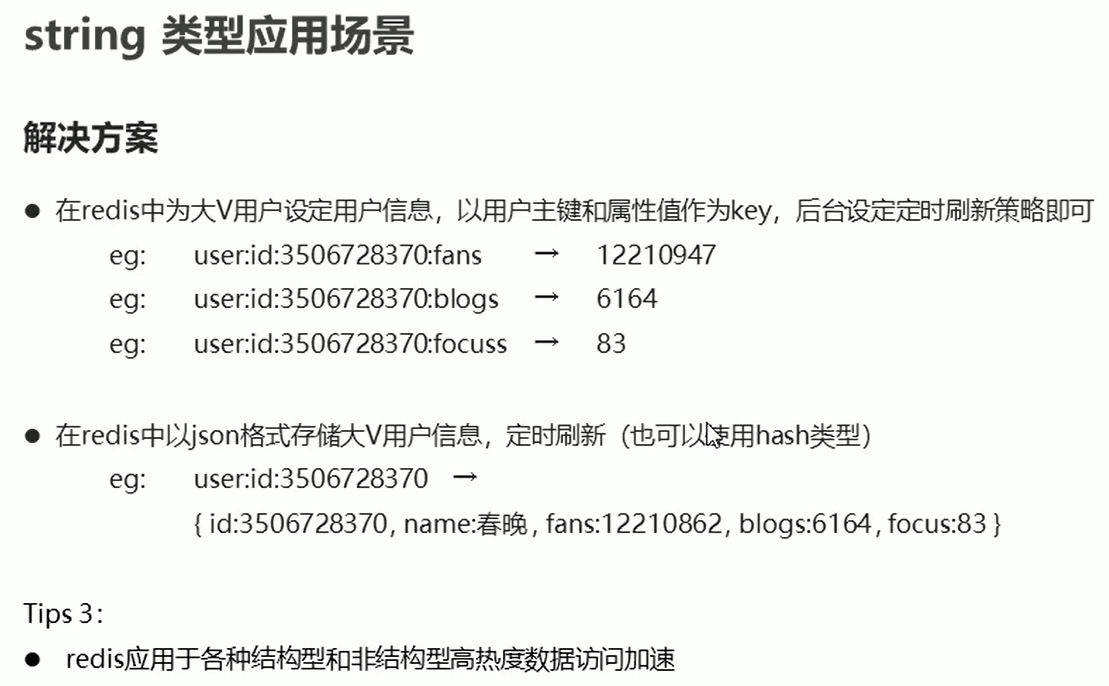 string 类型应用场景
解决方案
● 在redis中为大V用户设定用户信息，以用户主键和属性值作为key，后台设定定时刷新策略即可
eg: user:id:3506728370:fans → 12210947
eg: user:id:3506728370:blogs → 6164
eg: user:id:3506728370:focuss → 83
● 在redis中以json格式存储大V用户信息，定时刷新（也可以使用hash类型）
eg: user:id:3506728370 →
{ id:3506728370, name:春晚, fans:12210862, blogs:6164, focus:83 }
Tips 3：
● redis应用于各种结构型和非结构型高热度数据访问加速